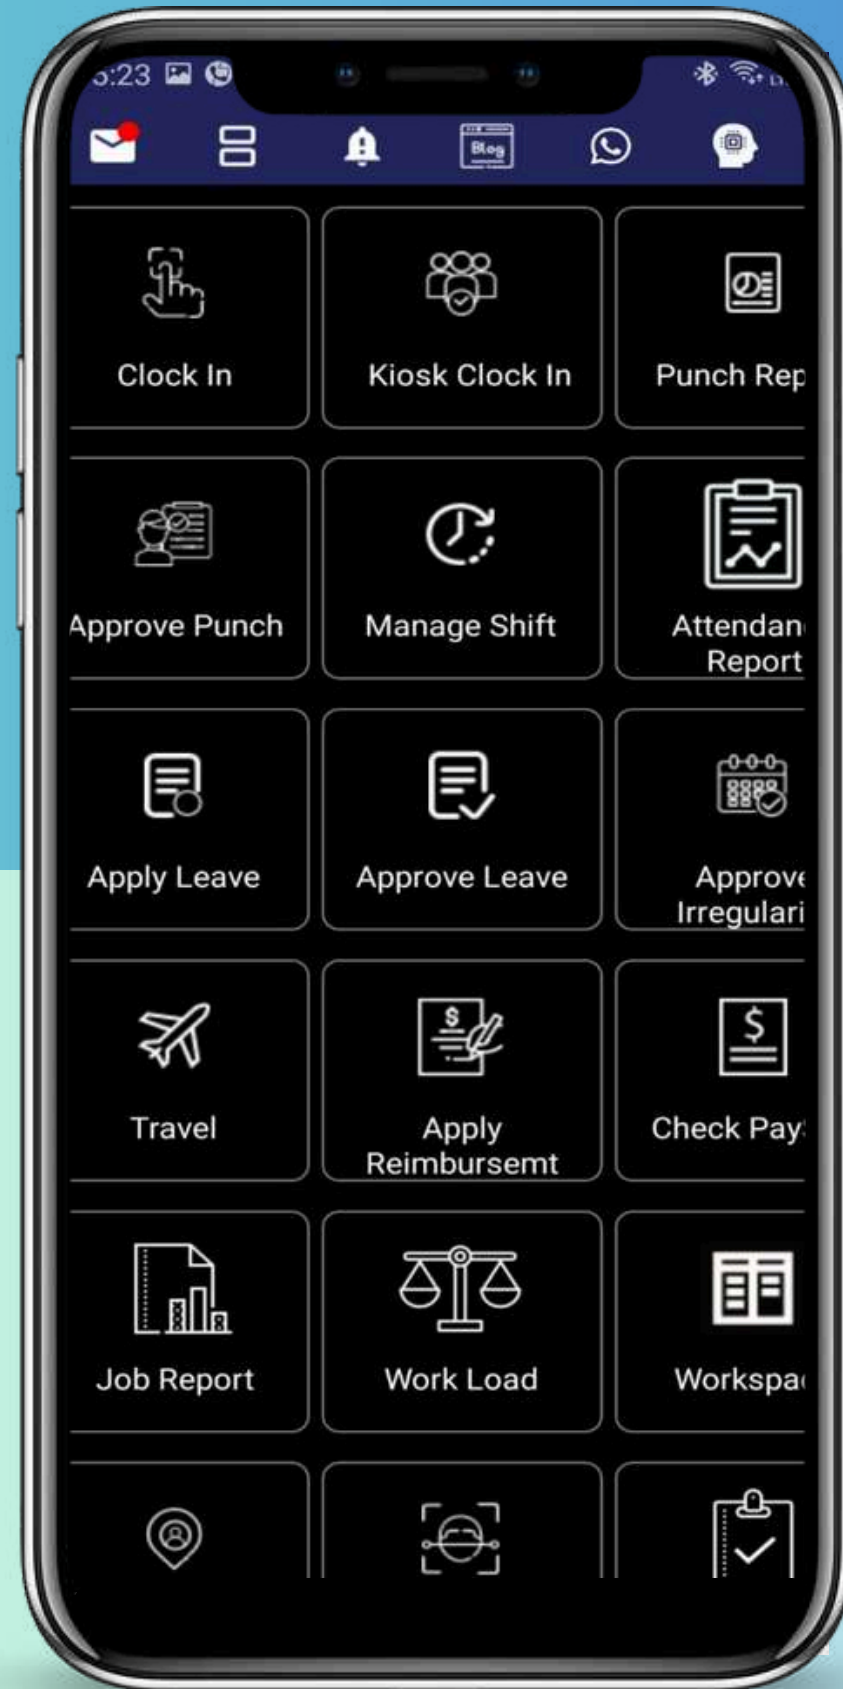 :23
Blog
Clock In
Kiosk Clock In
Punch Rep
Approve Punch
Manage Shift
Attendan
Report
Apply Leave
Approve Leave
Approve
Irregulari
Travel
Apply
Reimbursemt
Check Pay
Job Report
Work Load
Workspa